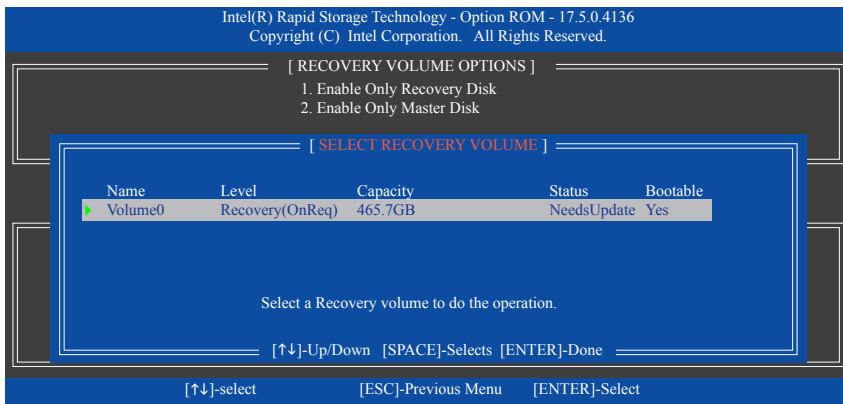 Intel(R) Rapid Storage Technology - Option ROM - 17.5.0.4136
Copyright (C) Intel Corporation. All Rights Reserved.
[ RECOVERY VOLUME OPTIONS ]
1. Enable Only Recovery Disk
2. Enable Only Master Disk
[ SELECT RECOVERY VOLUME ]
Name Level Capacity Status Bootable
Volume0 Recovery(OnReq) 465.7GB NeedsUpdate Yes
Select a Recovery volume to do the operation.
[↑↓]-Up/Down [SPACE]-Selects [ENTER]-Done
[↑↓]-select [ESC]-Previous Menu [ENTER]-Select